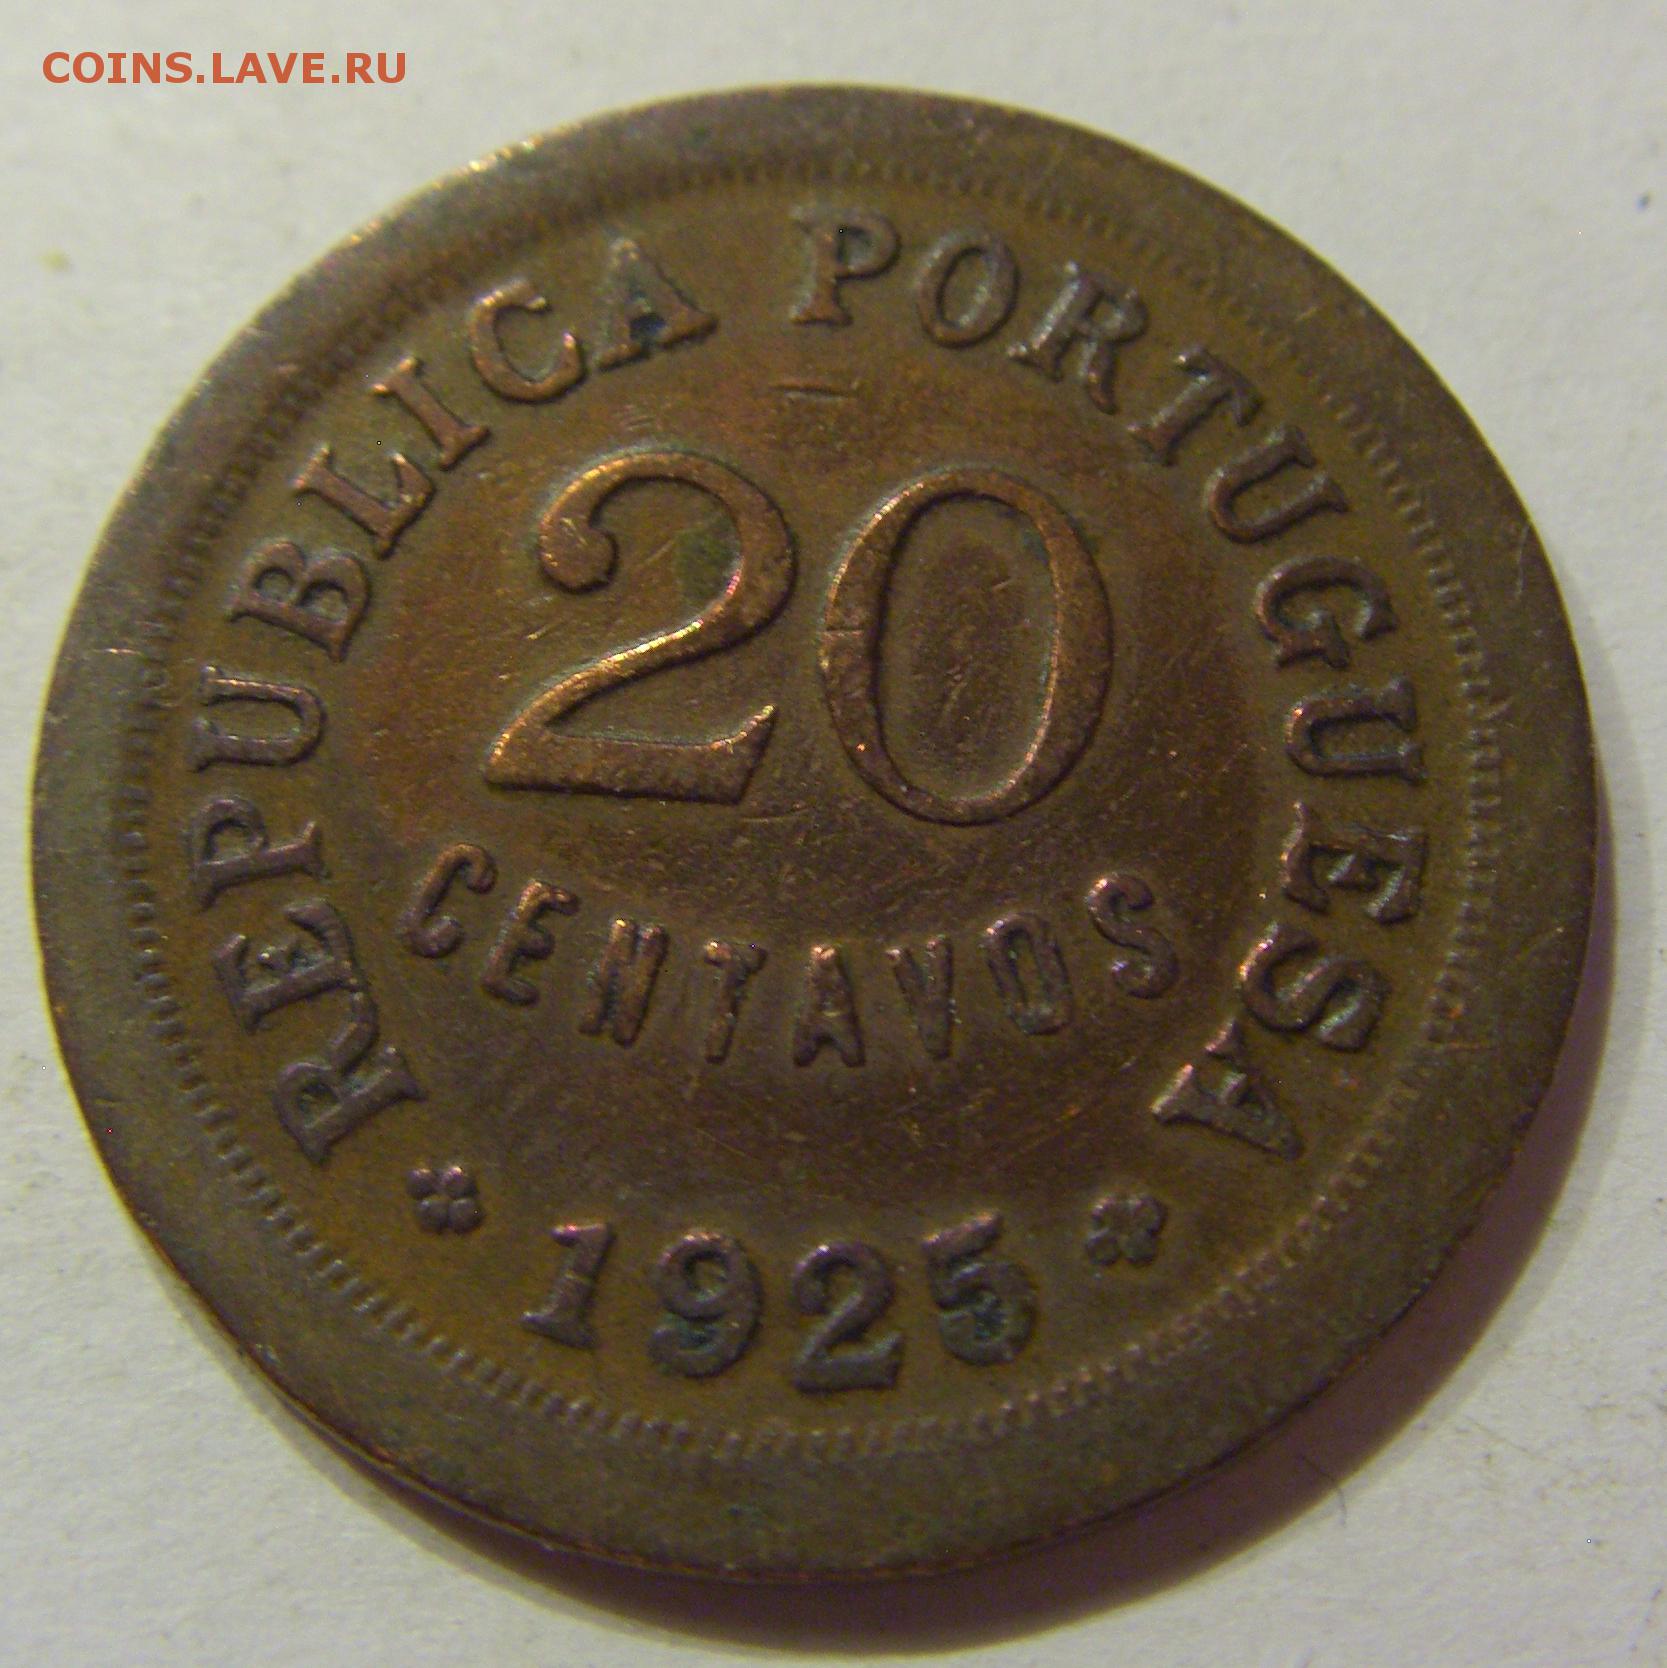 COINS.LAVE.RU
REPUBLICA PORTUGUESA
20
CENTAVOS
* 1925 *